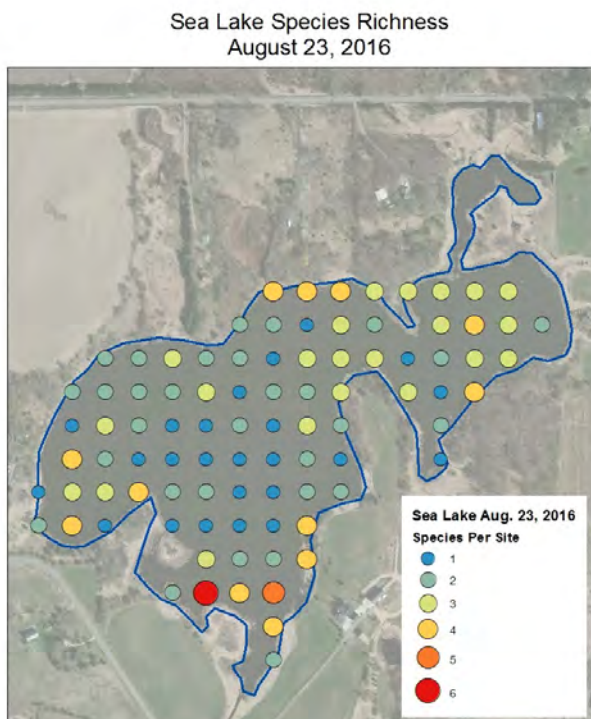 Sea Lake Species Richness
August 23, 2016
Sea Lake Aug. 23, 2016
Species Per Site
1
2
3
4
5
6